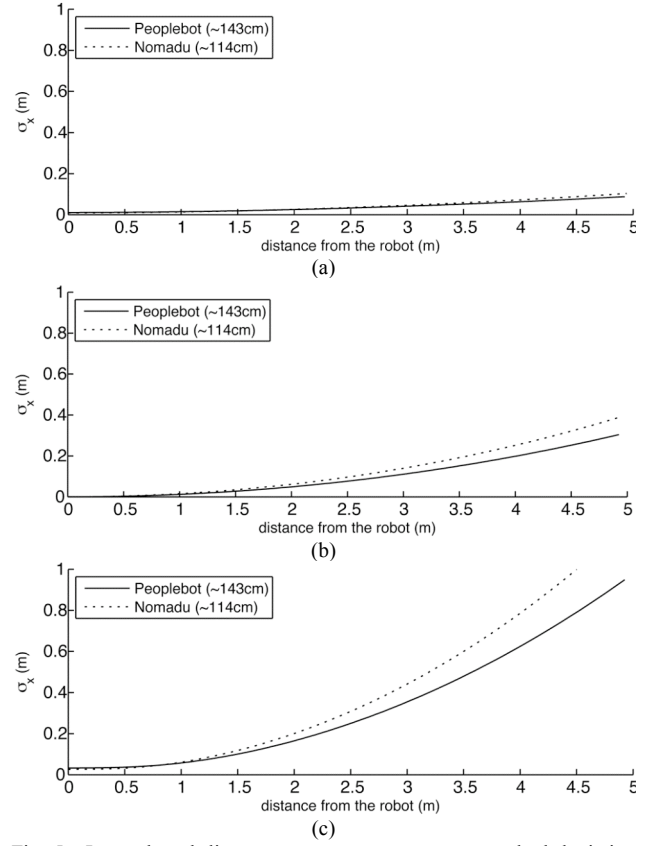 1
0.8
0.6
0.4
0.2
0
σx (m)
Peoplebot (~143cm)
Nomadu (~114cm)
0 0.5 1 1.5 2 2.5 3 3.5 4 4.5 5
distance from the robot (m)
(a)
1
0.8
0.6
0.4
0.2
0
σx (m)
Peoplebot (~143cm)
Nomadu (~114cm)
0 0.5 1 1.5 2 2.5 3 3.5 4 4.5 5
distance from the robot (m)
(b)
1
0.8
0.6
0.4
0.2
0
σx (m)
Peoplebot (~143cm)
Nomadu (~114cm)
0 0.5 1 1.5 2 2.5 3 3.5 4 4.5 5
distance from the robot (m)
(c)